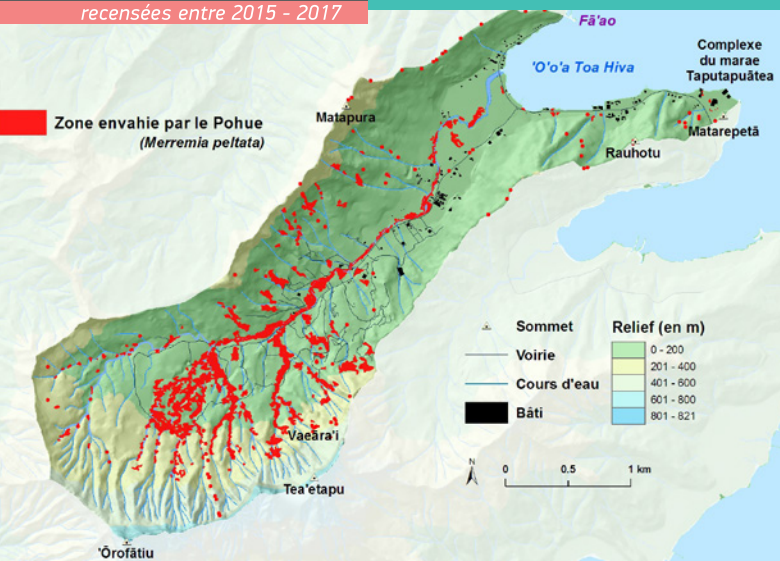 recensées entre 2015 - 2017
Fā'ao
Complexe
du marae
Taputapuātea
'O'o'a Toa Hiva
Matapura
Zone envahie par le Pohue
(Merremia peltata)
Matarepetā
Rauhotu
Sommet
Relief (en m)
Voirie
0 - 200
201 - 400
Cours d'eau
401 - 600
601 - 800
Bâti
801 - 821
Vaeāra'i
N
0 0.5 1 km
Tea'etapu
'Ōrofātiu